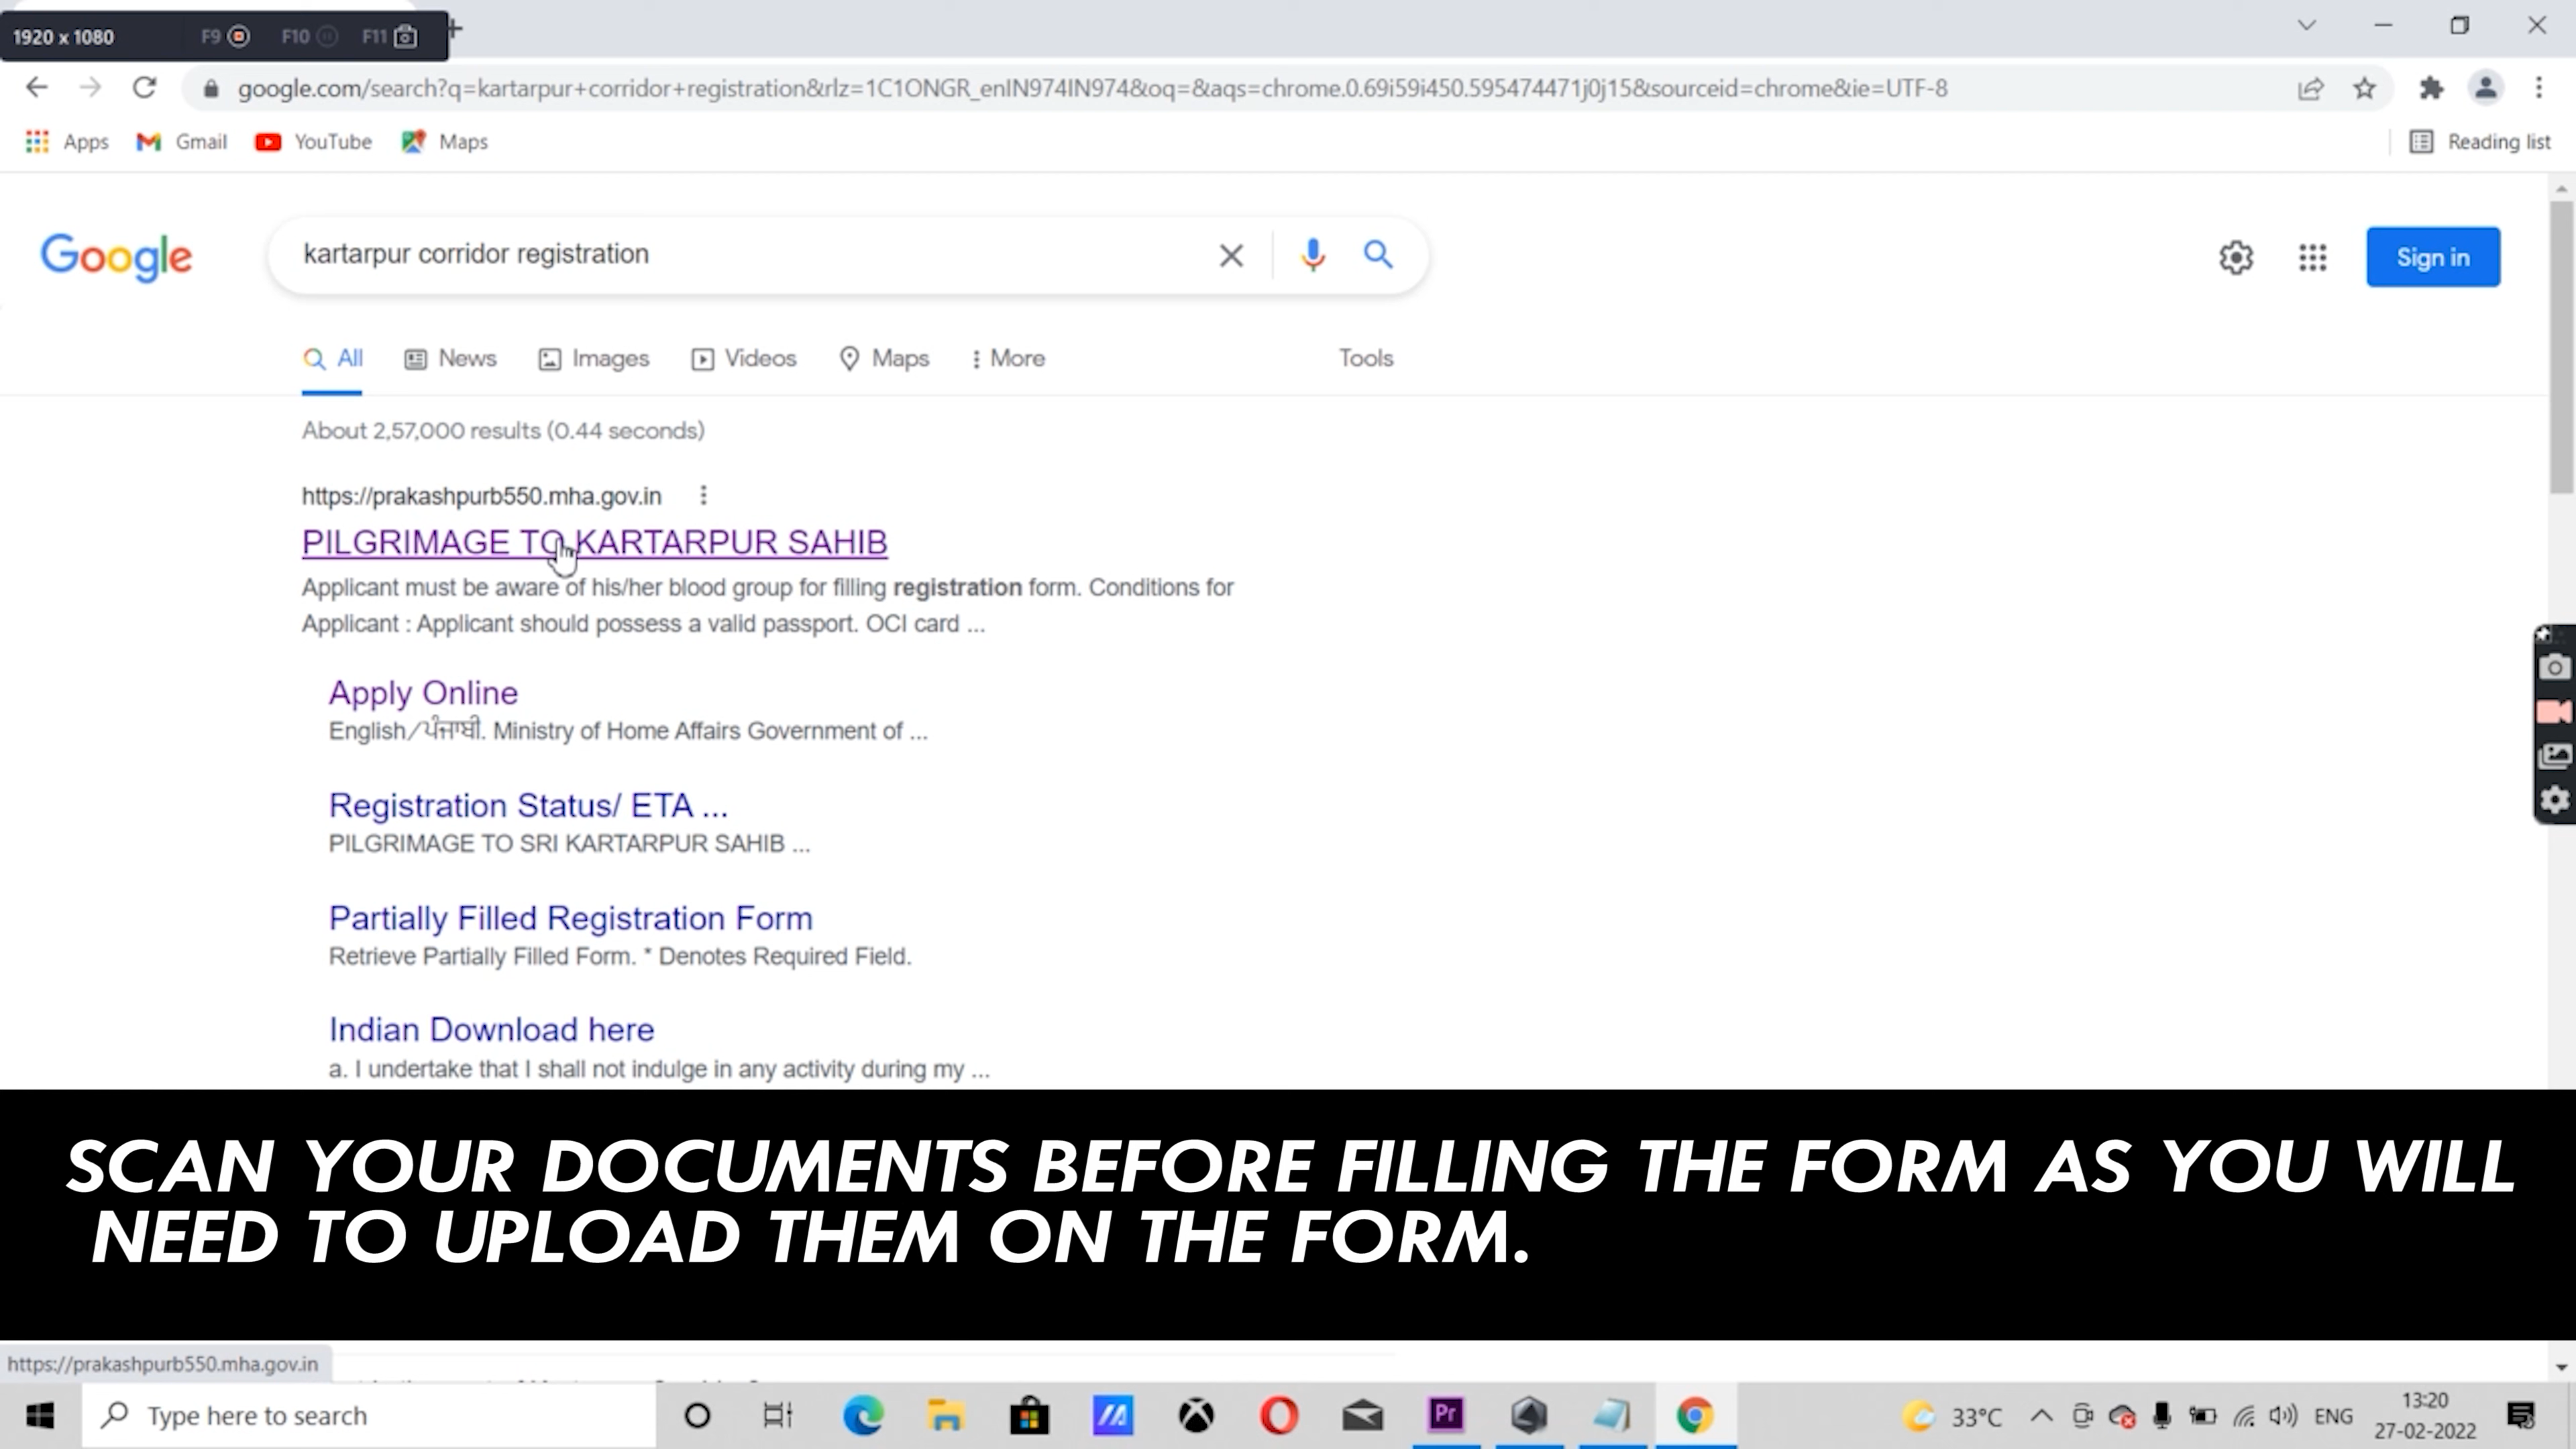 1920 x 1080 F9 F10 F11
google.com/search?q=kartarpur+corridor+registration&rlz=1C1ONGR_enIN974IN974&oq=&aqs=chrome.0.69i59i450.595474471j0j15&sourceid=chrome&ie=UTF-8
Apps Gmail YouTube Maps Reading list
Google kartarpur corridor registration Sign in
All News Images Videos Maps More Tools
About 2,57,000 results (0.44 seconds)
https://prakashpurb550.mha.gov.in
PILGRIMAGE TO KARTARPUR SAHIB
Applicant must be aware of his/her blood group for filling registration form. Conditions for
Applicant : Applicant should possess a valid passport. OCI card ...
Apply Online
English/ਪੰਜਾਬੀ. Ministry of Home Affairs Government of ...
Registration Status/ ETA ...
PILGRIMAGE TO SRI KARTARPUR SAHIB ...
Partially Filled Registration Form
Retrieve Partially Filled Form. * Denotes Required Field.
Indian Download here
a. I undertake that I shall not indulge in any activity during my ...
SCAN YOUR DOCUMENTS BEFORE FILLING THE FORM AS YOU WILL
NEED TO UPLOAD THEM ON THE FORM.
https://prakashpurb550.mha.gov.in
Type here to search Pr 33°C ENG 13:20
27-02-2022